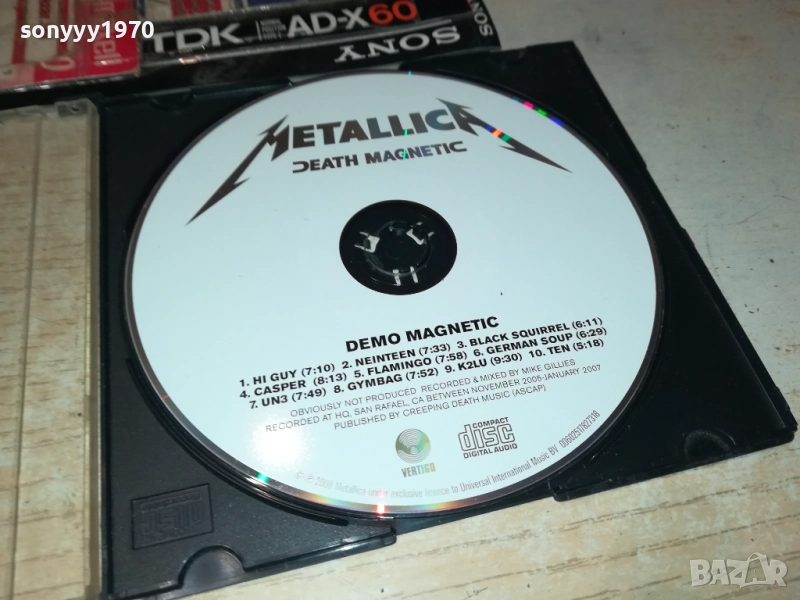 sonyyy1970
TDK AD-X60
SONY
METALLICA
DEATH MAGNETIC
DEMO MAGNETIC
1. HI GUY (7:10) 2. NEINTEEN (7:33) 3. BLACK SQUIRREL (6:11)
4. CASPER (8:13) 5. FLAMINGO (7:58) 6. GERMAN SOUP (6:29)
7. UN3 (7:49) 8. GYMBAG (7:52) 9. K2LU (9:30) 10. TEN (5:18)
OBVIOUSLY NOT PRODUCED RECORDED & MIXED BY MIKE GILLIES
RECORDED AT HQ, SAN RAFAEL, CA BETWEEN NOVEMBER 2005-JANUARY 2007
PUBLISHED BY CREEPING DEATH MUSIC (ASCAP)
VERTIGO
COMPACT
disc
DIGITAL AUDIO
2008 Metallica under exclusive licence to Universal International Music BV 00602517827318
BAZAR